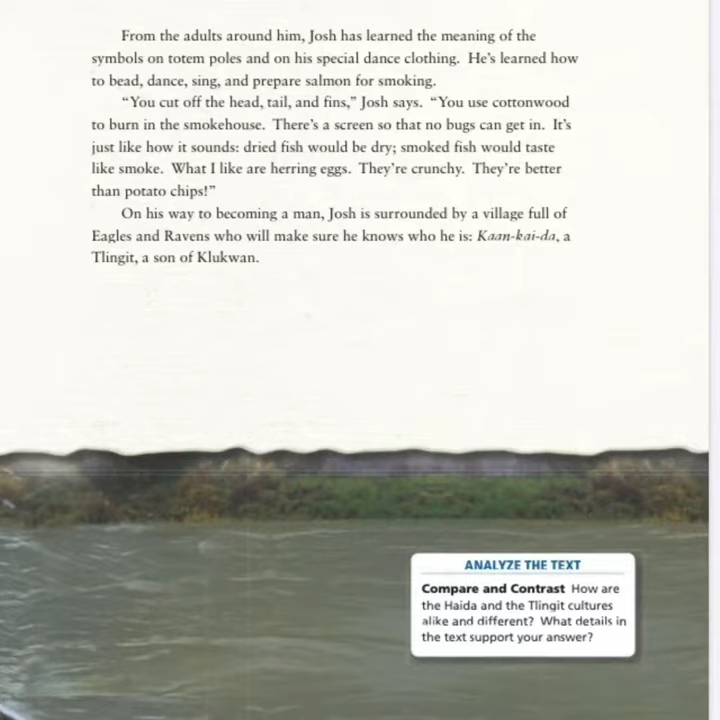 From the adults around him, Josh has learned the meaning of the
symbols on totem poles and on his special dance clothing. He's learned how
to bead, dance, sing, and prepare salmon for smoking.
“You cut off the head, tail, and fins,” Josh says. “You use cottonwood
to burn in the smokehouse. There's a screen so that no bugs can get in. It's
just like how it sounds: dried fish would be dry; smoked fish would taste
like smoke. What I like are herring eggs. They're crunchy. They're better
than potato chips!”
On his way to becoming a man, Josh is surrounded by a village full of
Eagles and Ravens who will make sure he knows who he is: Kaan-kai-da, a
Tlingit, a son of Klukwan.
ANALYZE THE TEXT
Compare and Contrast How are
the Haida and the Tlingit cultures
alike and different? What details in
the text support your answer?